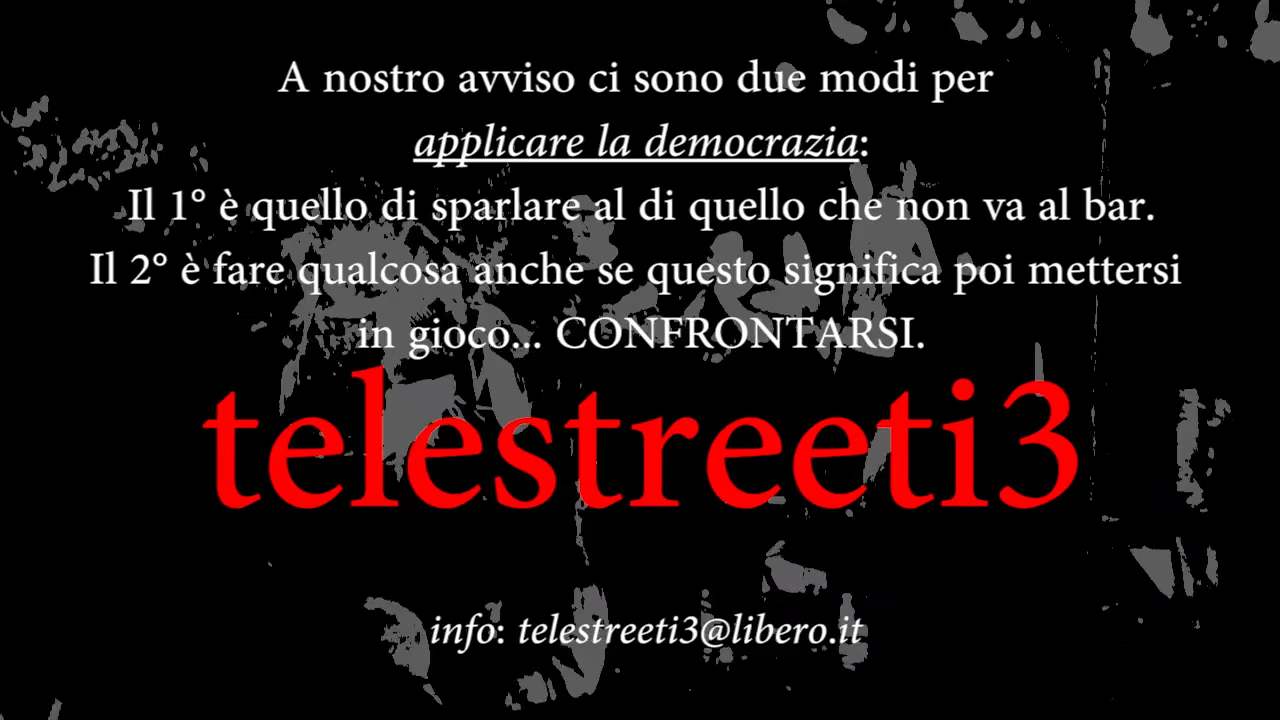 A nostro avviso ci sono due modi per
applicare la democrazia:
Il 1° è quello di sparlare al di quello che non va al bar.
Il 2° è fare qualcosa anche se questo significa poi mettersi
in gioco... CONFRONTARSI.
telestreeti3
info: telestreeti3@libero.it